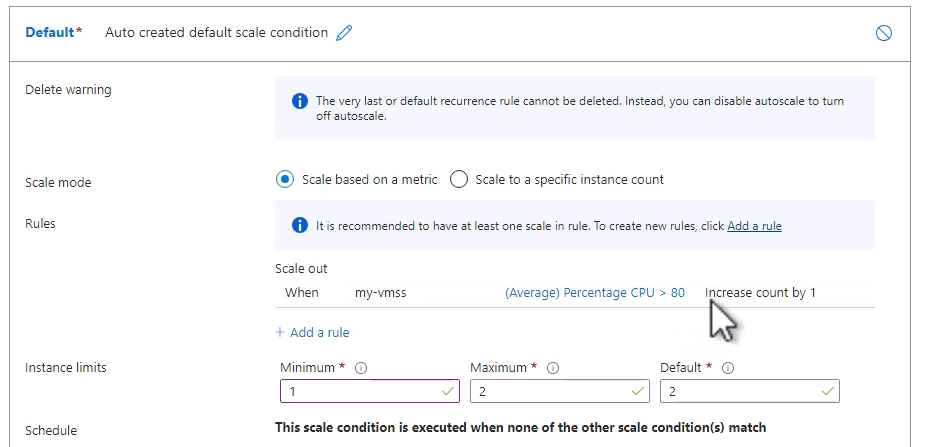 Default* Auto created default scale condition
Delete warning
The very last or default recurrence rule cannot be deleted. Instead, you can disable autoscale to turn
off autoscale.
Scale mode
Scale based on a metric Scale to a specific instance count
Rules
It is recommended to have at least one scale in rule. To create new rules, click Add a rule
Scale out
When my-vmss (Average) Percentage CPU > 80 Increase count by 1
+ Add a rule
Instance limits
Minimum * Maximum * Default *
1 2 2
Schedule
This scale condition is executed when none of the other scale condition(s) match